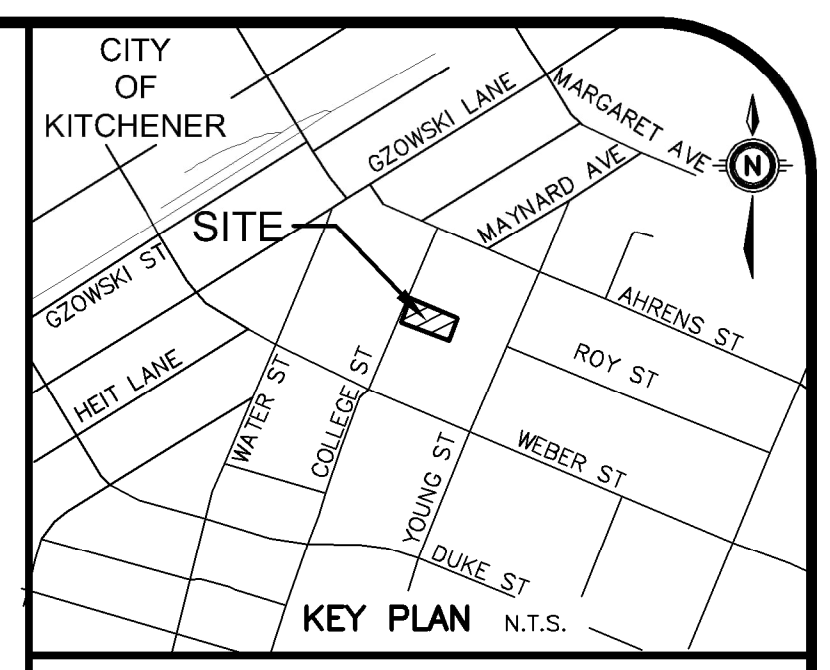 CITY
OF
KITCHENER
GZOWSKI LANE
MARGARET AVE
N
MAYNARD AVE
SITE
GZOWSKI ST
AHRENS ST
ROY ST
HEIT LANE
WATER ST
COLLEGE ST
YOUNG ST
WEBER ST
DUKE ST
KEY PLAN N.T.S.